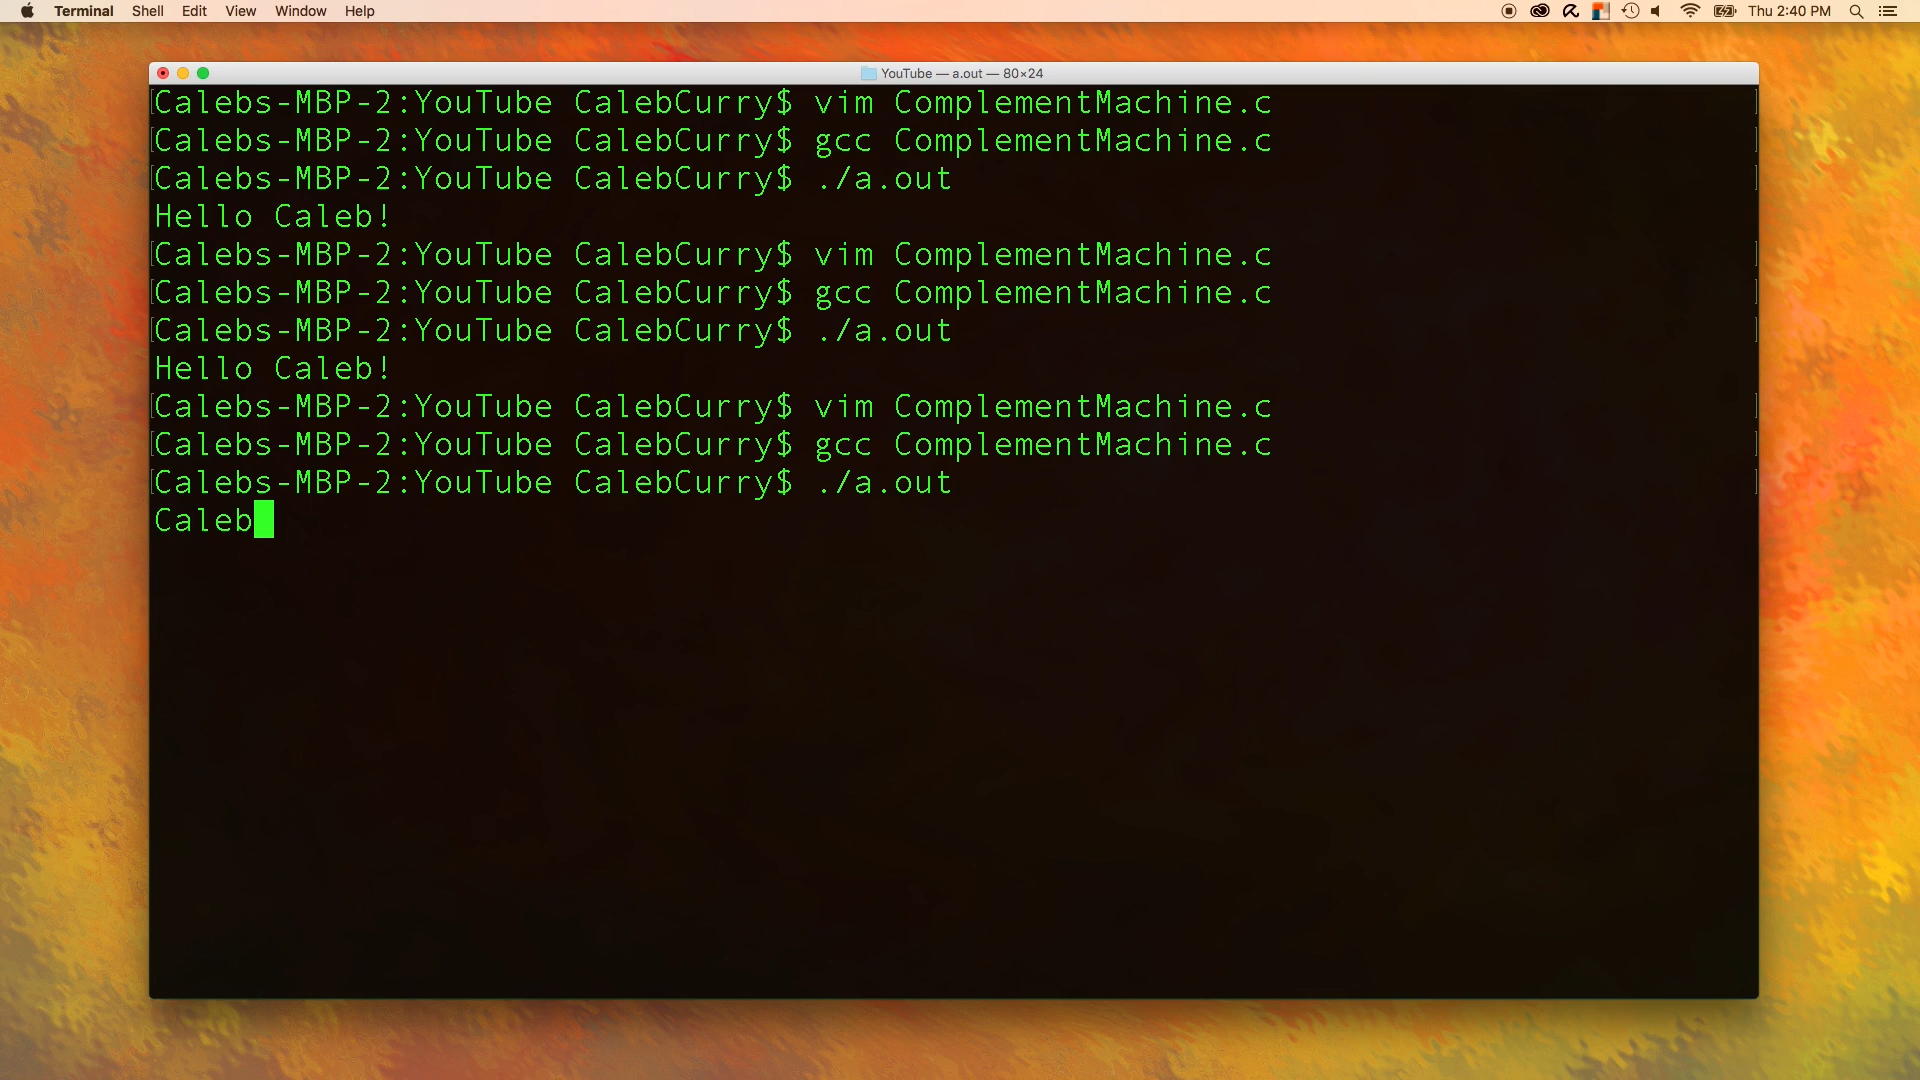 Terminal Shell Edit View Window Help Thu 2:40 PM
YouTube — a.out — 80×24
Calebs-MBP-2:YouTube CalebCurry$ vim ComplementMachine.c
Calebs-MBP-2:YouTube CalebCurry$ gcc ComplementMachine.c
Calebs-MBP-2:YouTube CalebCurry$ ./a.out
Hello Caleb!
Calebs-MBP-2:YouTube CalebCurry$ vim ComplementMachine.c
Calebs-MBP-2:YouTube CalebCurry$ gcc ComplementMachine.c
Calebs-MBP-2:YouTube CalebCurry$ ./a.out
Hello Caleb!
Calebs-MBP-2:YouTube CalebCurry$ vim ComplementMachine.c
Calebs-MBP-2:YouTube CalebCurry$ gcc ComplementMachine.c
Calebs-MBP-2:YouTube CalebCurry$ ./a.out
Caleb